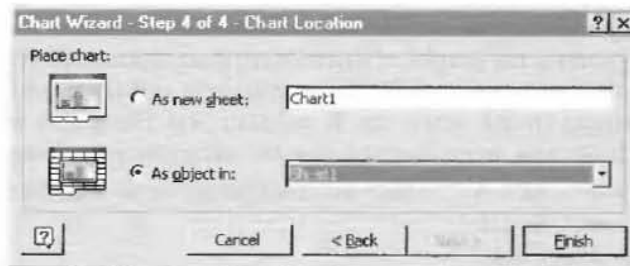 Chart Wizard - Step 4 of 4 - Chart Location
Place chart:
As new sheet:
Chart1
As object in:
Cancel
< Back
Finish